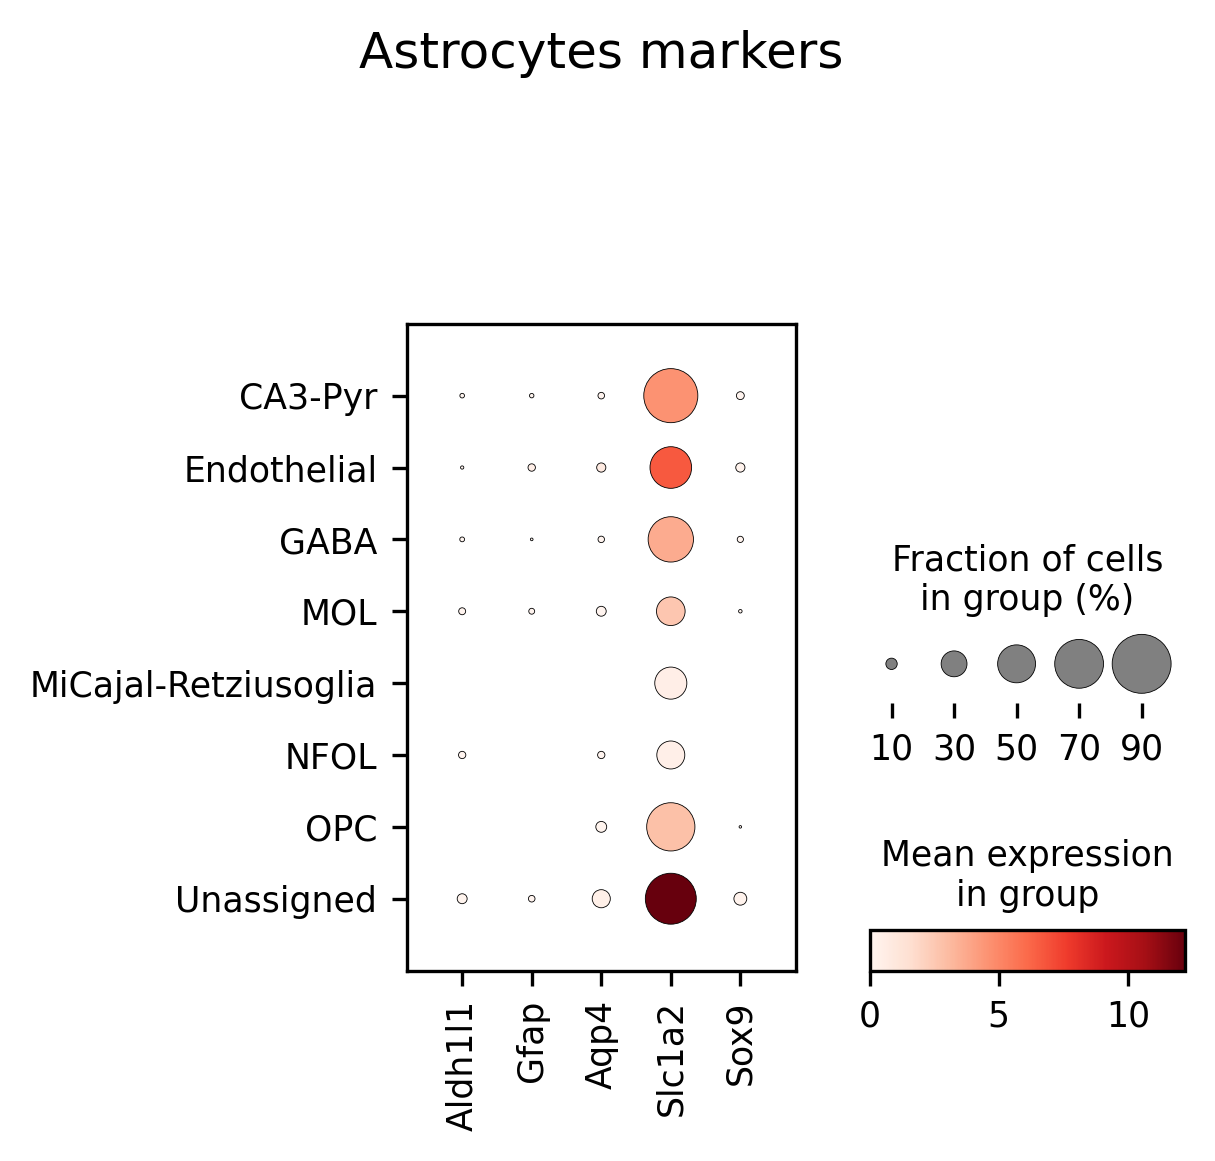 Astrocytes markers
CA3-Pyr
Endothelial
GABA
MOL
MiCajal-Retziusoglia
NFOL
OPC
Unassigned
Aldh1l1
Gfap
Aqp4
Slc1a2
Sox9
Fraction of cells
in group (%)
10 30 50 70 90
Mean expression
in group
0 5 10